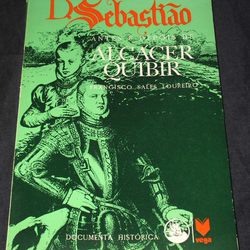 D. Sebastião
ANTES E DEPOIS DE
ALCÁCER
QUIBIR
FRANCISCO SALES LOUREIRO
DOCUMENTA HISTÓRICA
vega